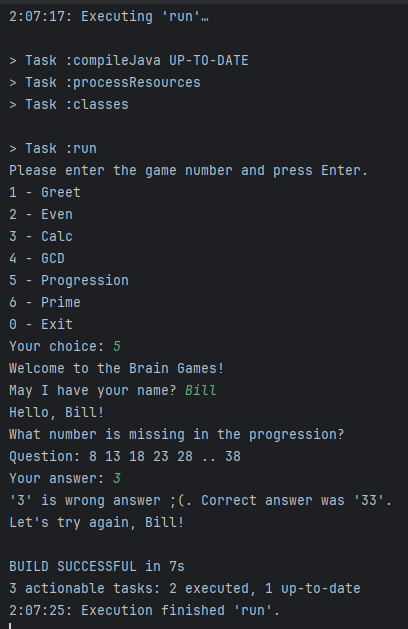 2:07:17: Executing 'run'…
> Task :compileJava UP-TO-DATE
> Task :processResources
> Task :classes
> Task :run
Please enter the game number and press Enter.
1 - Greet
2 - Even
3 - Calc
4 - GCD
5 - Progression
6 - Prime
0 - Exit
Your choice: 5
Welcome to the Brain Games!
May I have your name? Bill
Hello, Bill!
What number is missing in the progression?
Question: 8 13 18 23 28 .. 38
Your answer: 3
'3' is wrong answer ;(. Correct answer was '33'.
Let's try again, Bill!
BUILD SUCCESSFUL in 7s
3 actionable tasks: 2 executed, 1 up-to-date
2:07:25: Execution finished 'run'.